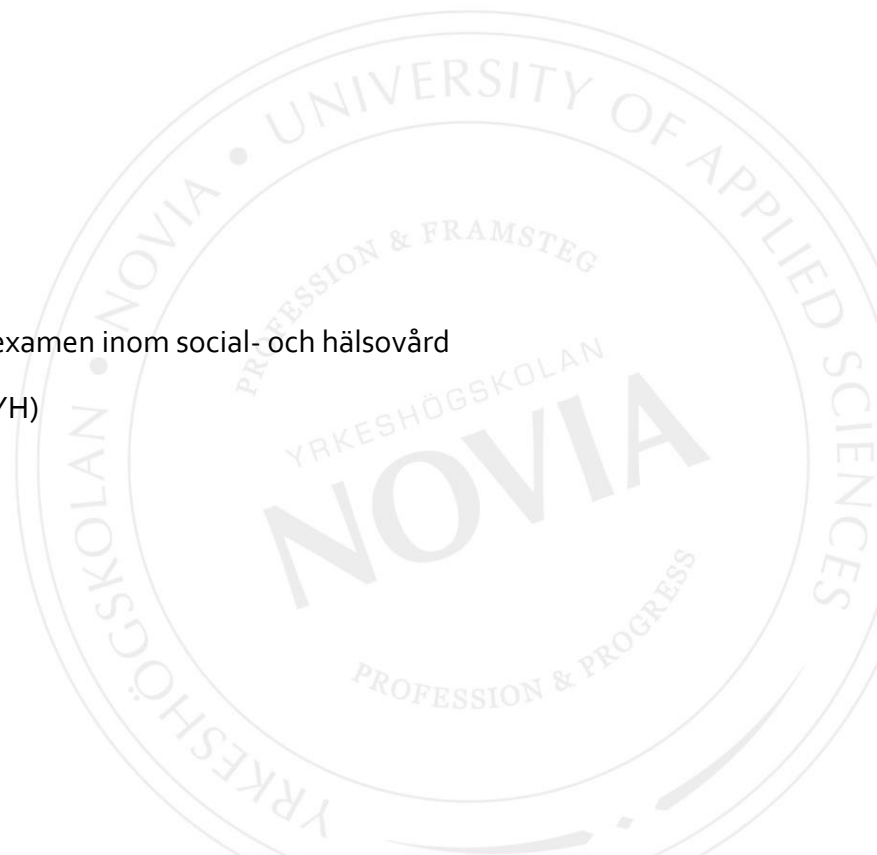 examen inom social- och hälsovård
YH)
YRKESHÖGSKOLAN • NOVIA • UNIVERSITY OF APPLIED SCIENCES
PROFESSION & FRAMSTEG
YRKESHÖGSKOLAN
NOVIA
PROFESSION & PROGRESS